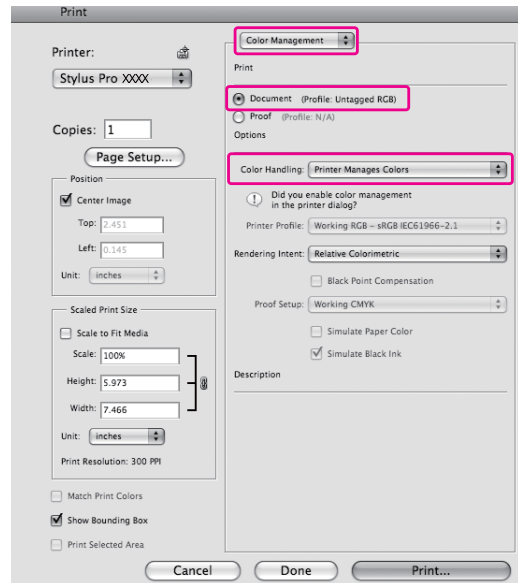 Print
Printer:
Stylus Pro XXXX
Copies: 1
Page Setup...
Position
Center Image
Top: 2.451
Left: 0.145
Unit: inches
Scaled Print Size
Scale to Fit Media
Scale: 100%
Height: 5.973
Width: 7.466
Unit: inches
Print Resolution: 300 PPI
Match Print Colors
Show Bounding Box
Print Selected Area
Color Management
Print
Document (Profile: Untagged RGB)
Proof (Profile: N/A)
Options
Color Handling: Printer Manages Colors
Did you enable color management
in the printer dialog?
Printer Profile: Working RGB – sRGB IEC61966-2.1
Rendering Intent: Relative Colorimetric
Black Point Compensation
Proof Setup: Working CMYK
Simulate Paper Color
Simulate Black Ink
Description
Cancel
Done
Print...